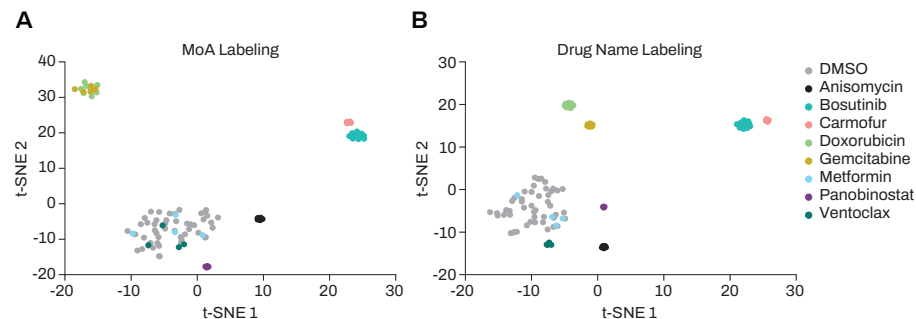 A
MoA Labeling
40
30
20
10
0
-10
-20
-20
-10
0
10
20
30
t-SNE 2
t-SNE 1
B
Drug Name Labeling
30
20
10
0
-10
-20
-20
-10
0
10
20
30
t-SNE 2
t-SNE 1
DMSO
Anisomycin
Bosutinib
Carmofur
Doxorubicin
Gemcitabine
Metformin
Panobinostat
Ventoclax